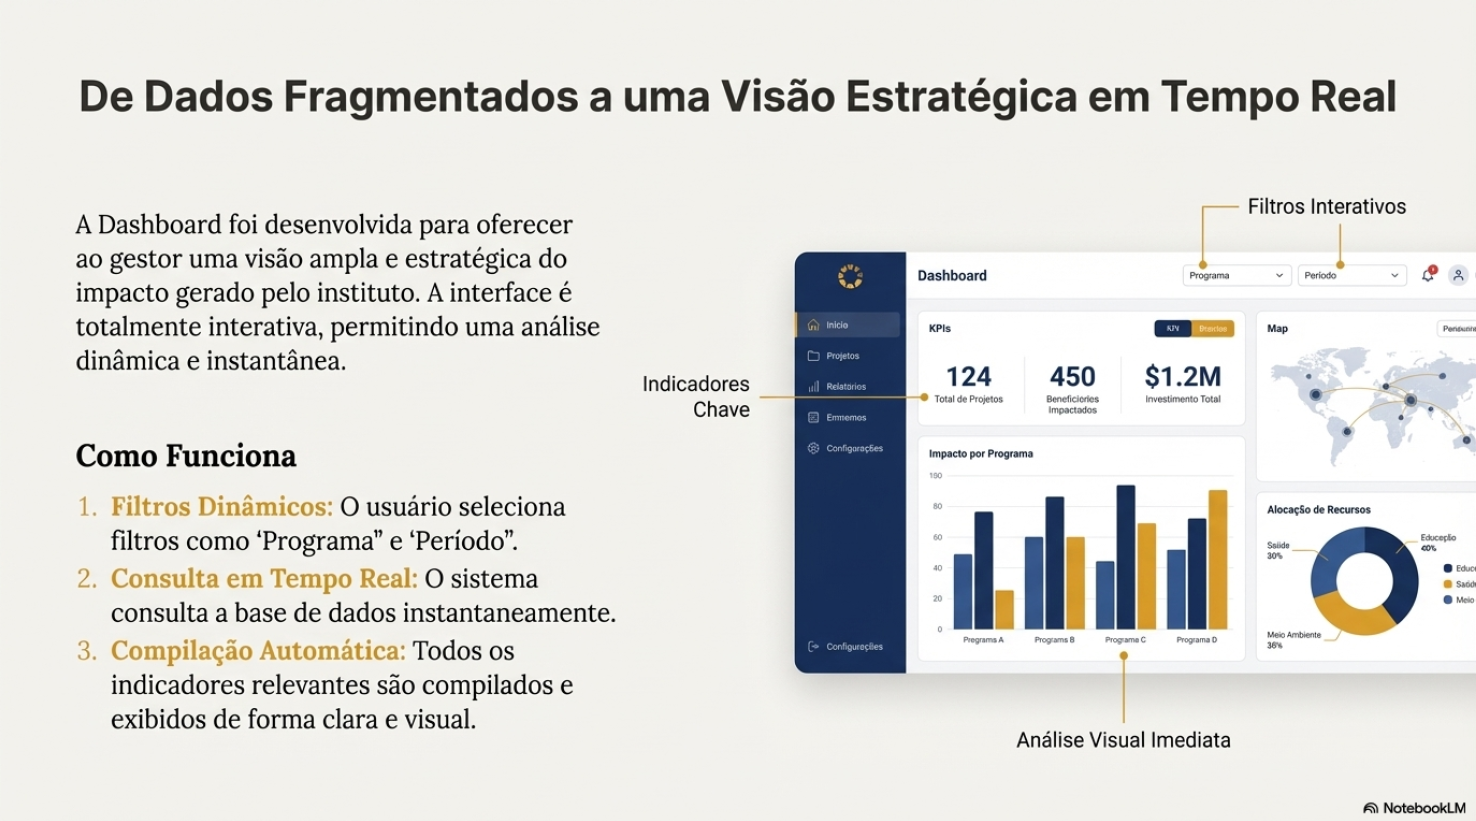 De Dados Fragmentados a uma Visão Estratégica em Tempo Real
A Dashboard foi desenvolvida para oferecer
ao gestor uma visão ampla e estratégica do
impacto gerado pelo instituto. A interface é
totalmente interativa, permitindo uma análise
dinâmica e instantânea.
Como Funciona
1. Filtros Dinâmicos: O usuário seleciona
filtros como ‘Programa” e ‘Período”.
2. Consulta em Tempo Real: O sistema
consulta a base de dados instantaneamente.
3. Compilação Automática: Todos os
indicadores relevantes são compilados e
exibidos de forma clara e visual.
Indicadores
Chave
Filtros Interativos
Dashboard
Programa
Período
Início
Projetos
Relatórios
Emmemos
Configurações
Configurações
KPIs
KPI
124
Total de Projetos
450
Beneficiories
Impactados
$1.2M
Investimento Total
Map
Impacto por Programa
80
60
40
20
0
Pregrams A
Programa B
Programe C
Programa D
Alocação de Recursos
Saiide
30%
Educeção
40%
Meio Ambiente
36%
Educ
Meio
Análise Visual Imediata
NotebookLM